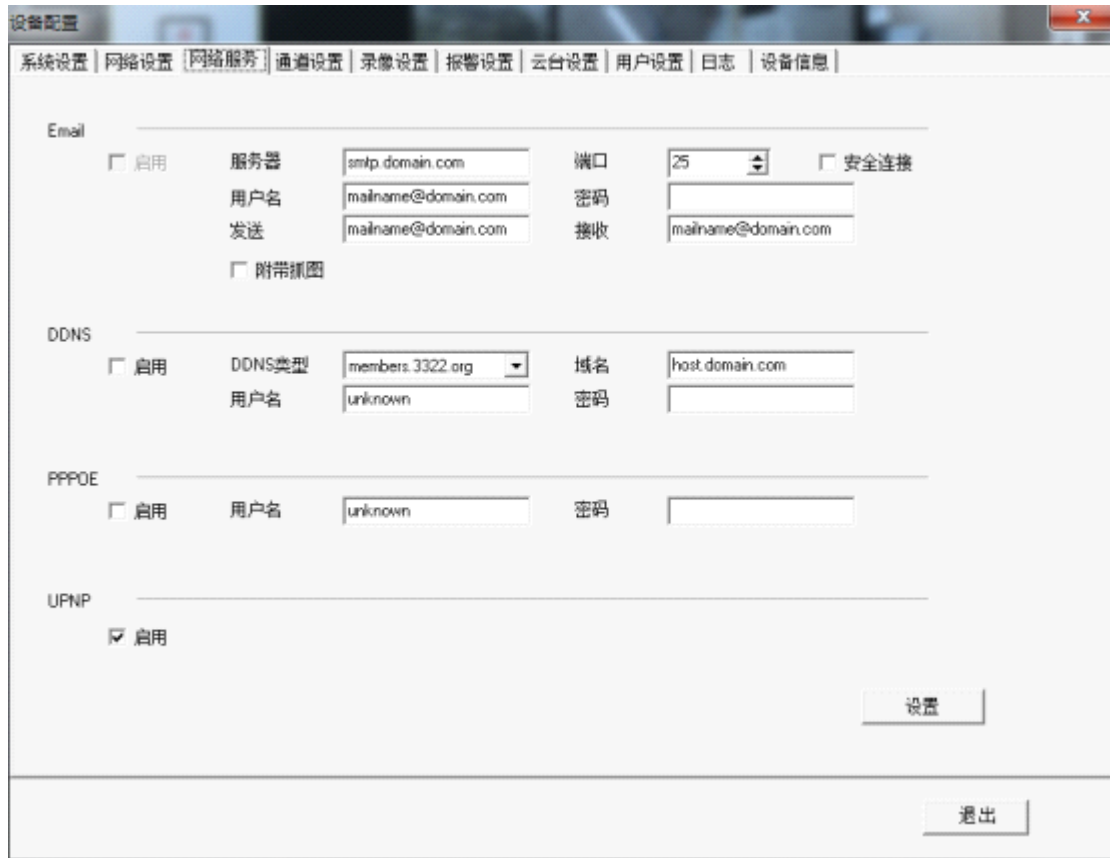 设备配置
系统设置 网络设置 网络服务 通道设置 录像设置 报警设置 云台设置 用户设置 日志 设备信息
Email
启用 服务器 smtp.domain.com 端口 25 安全连接
用户名 mailname@domain.com 密码
发送 mailname@domain.com 接收 mailname@domain.com
附带抓图
DDNS
启用 DDNS类型 members.3322.org 域名 host.domain.com
用户名 unknown 密码
PPPOE
启用 用户名 unknown 密码
UPNP
启用
设置
退出